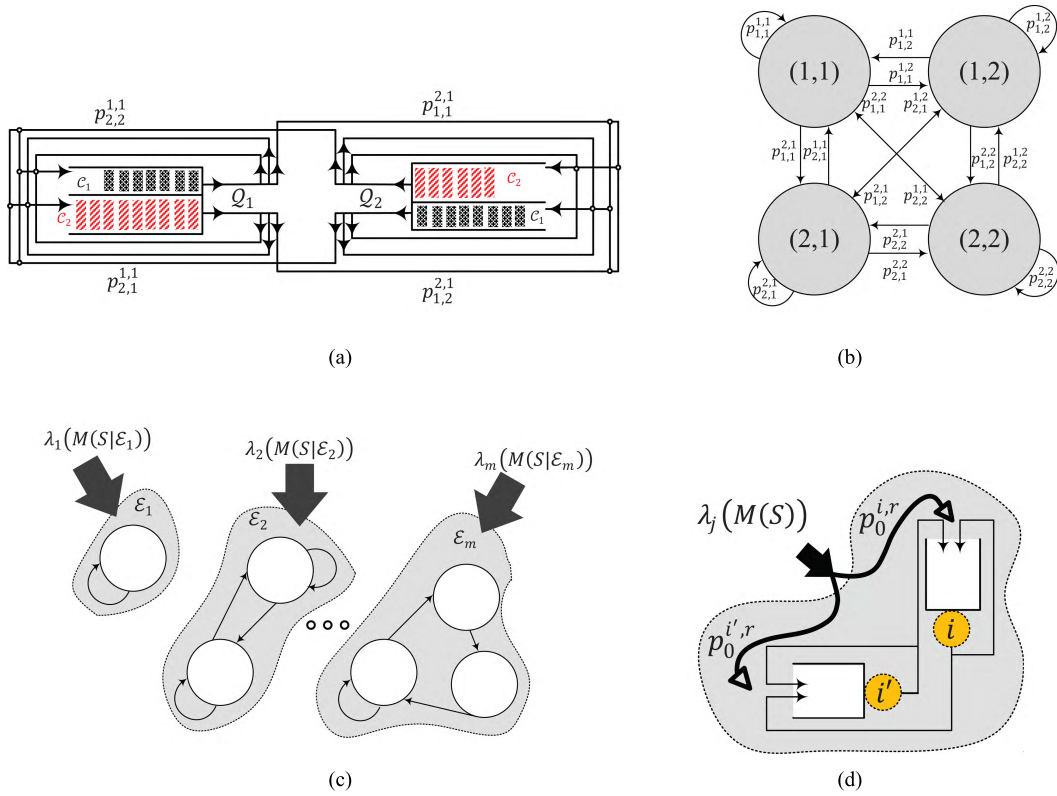 p_{2,2}^{1,1}
p_{1,1}^{2,1}
𝒞_1
𝒞_2
Q_1
Q_2
𝒞_2
𝒞_1
p_{2,1}^{1,1}
p_{1,2}^{2,1}
(a)
p_{1,1}^{1,1}
p_{1,2}^{1,2}
(1,1)
p_{1,2}^{1,1}
(1,2)
p_{1,1}^{1,2}
p_{1,1}^{2,2}
p_{2,1}^{1,2}
p_{1,1}^{2,1}
p_{2,1}^{1,1}
p_{1,2}^{2,2}
p_{2,2}^{1,2}
p_{1,2}^{2,1}
p_{2,2}^{1,1}
(2,1)
p_{2,2}^{2,1}
(2,2)
p_{2,1}^{2,2}
p_{2,1}^{2,1}
p_{2,2}^{2,2}
(b)
λ_1(M(S|ℰ_1))
λ_2(M(S|ℰ_2))
λ_m(M(S|ℰ_m))
ℰ_1
ℰ_2
ℰ_m
(c)
λ_j(M(S))
p_0^{i,r}
i
p_0^{i',r}
i'
(d)